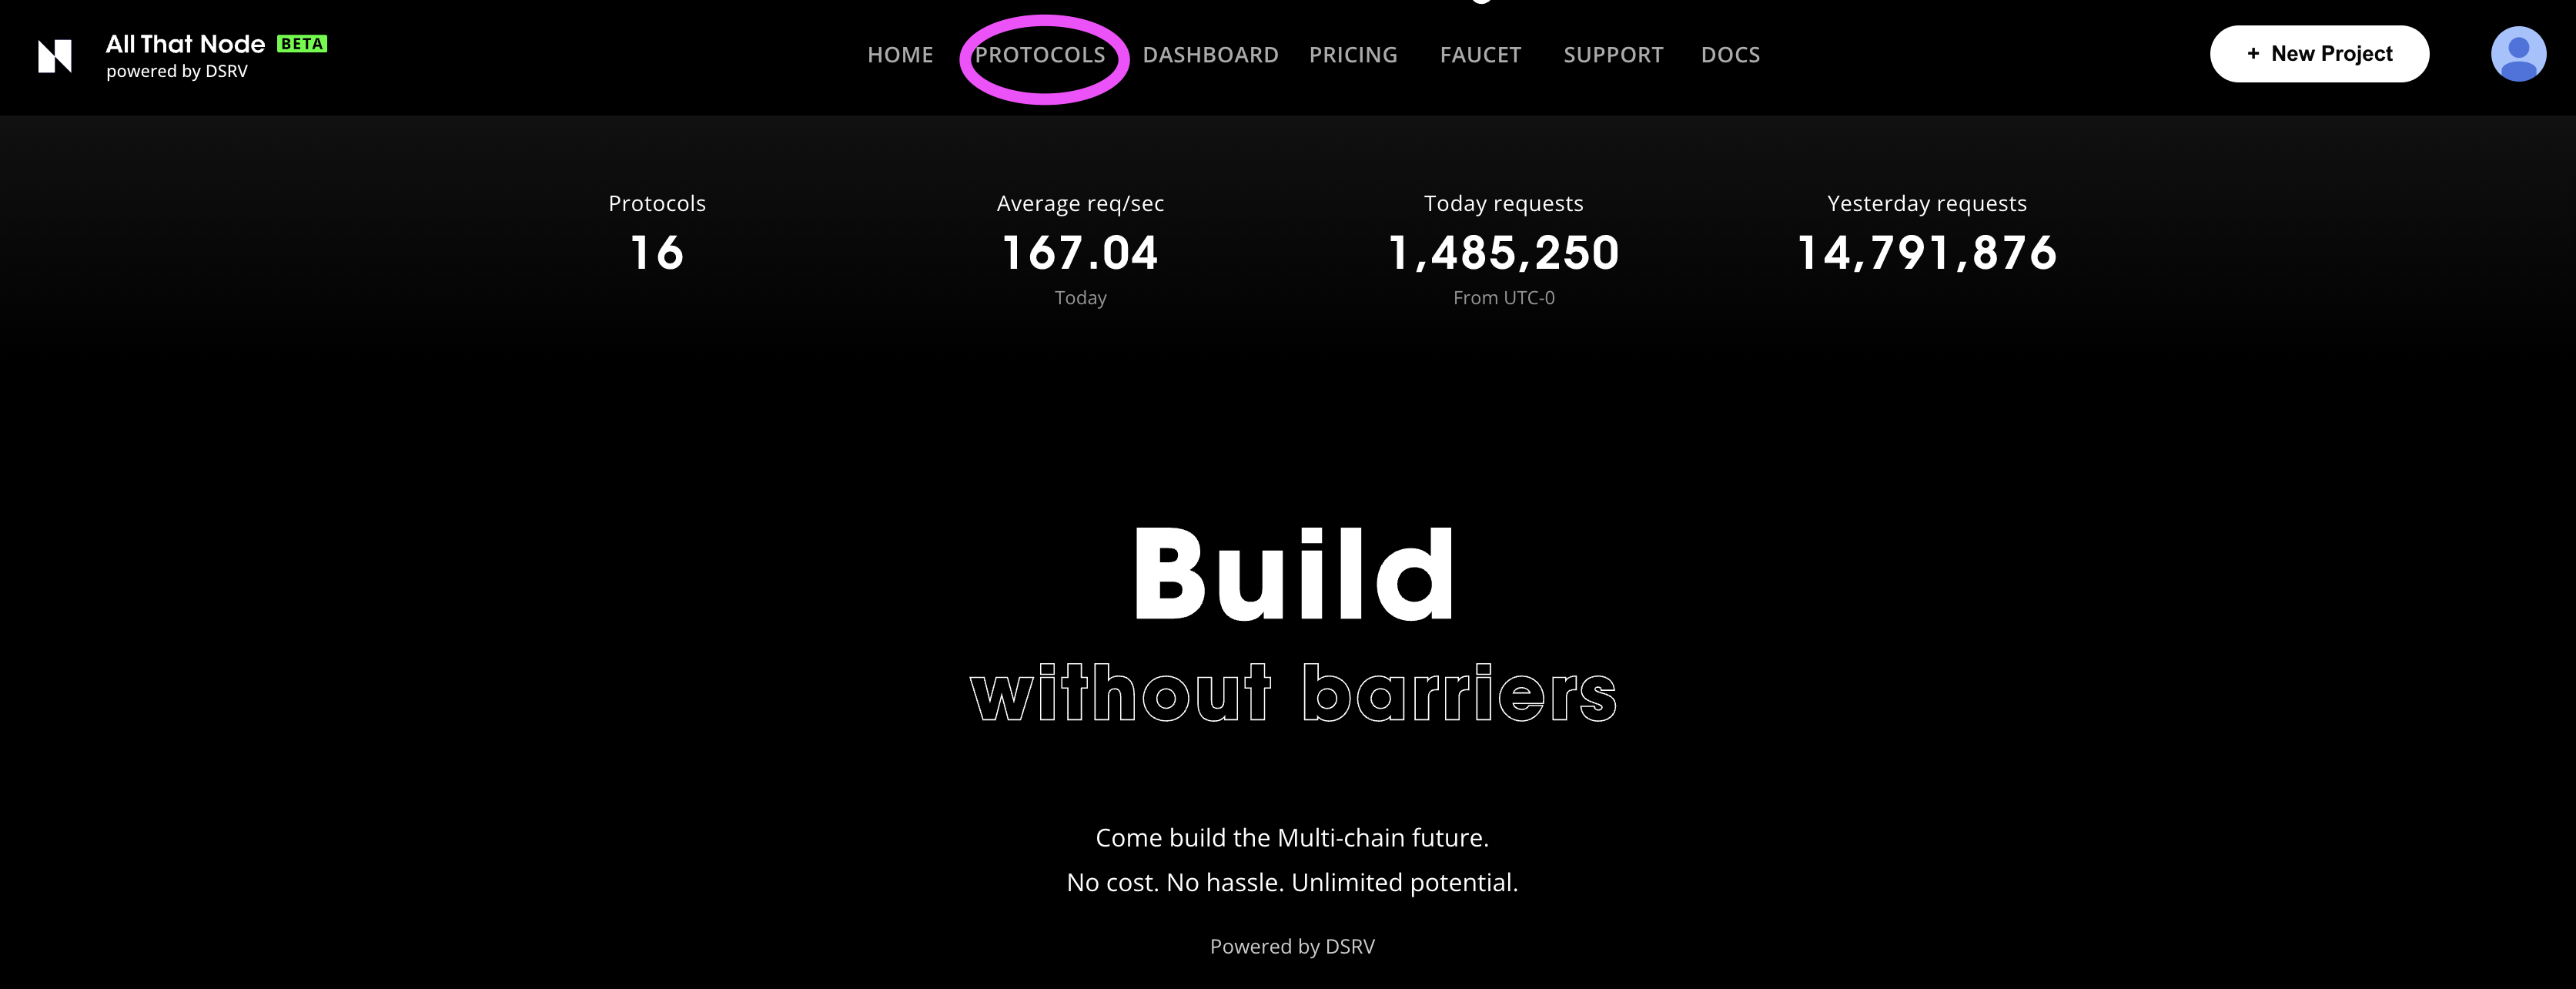 All That Node BETA
powered by DSRV
HOME PROTOCOLS DASHBOARD PRICING FAUCET SUPPORT DOCS
+ New Project
Protocols
16
Average req/sec
167.04
Today
Today requests
1,485,250
From UTC-0
Yesterday requests
14,791,876
Build
without barriers
Come build the Multi-chain future.
No cost. No hassle. Unlimited potential.
Powered by DSRV